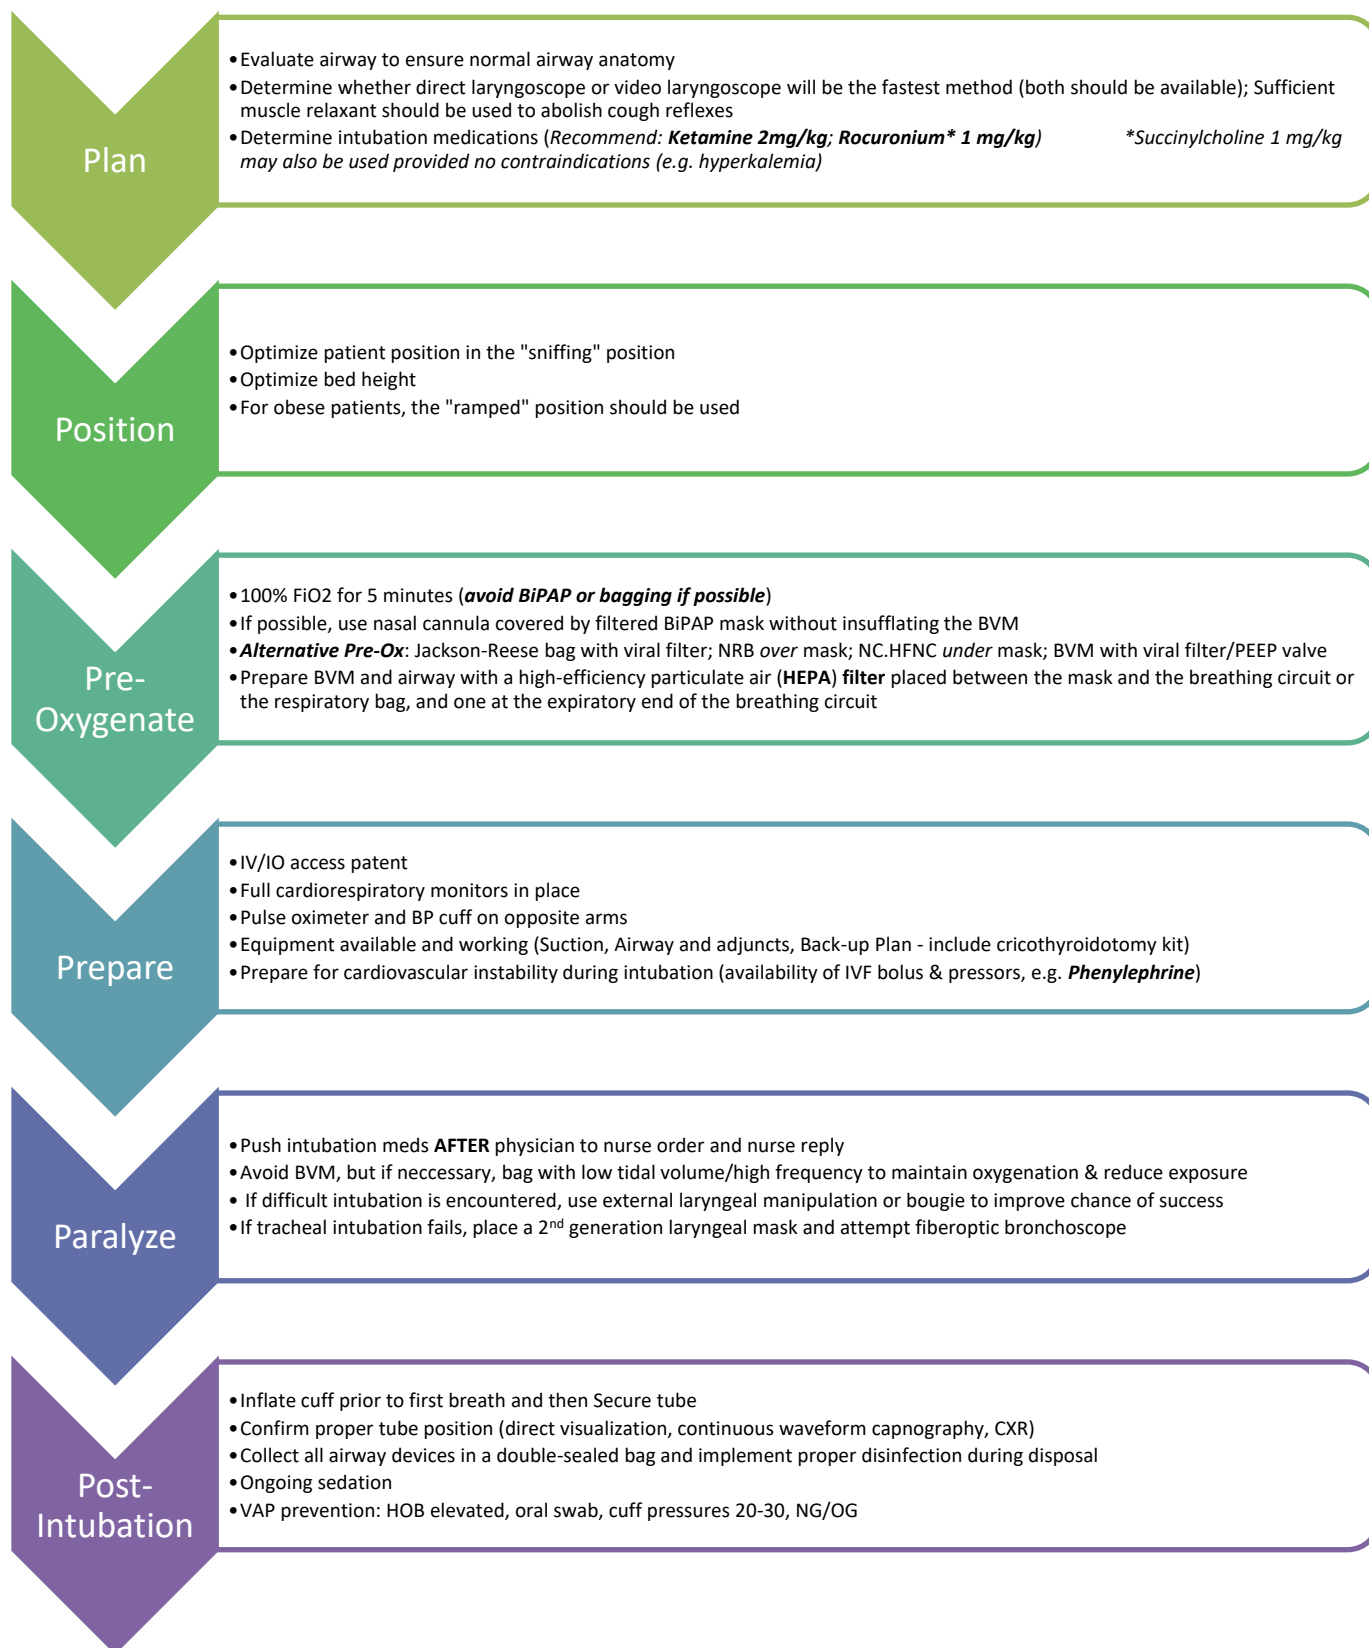 Plan
•Evaluate airway to ensure normal airway anatomy
•Determine whether direct laryngoscope or video laryngoscope will be the fastest method (both should be available); Sufficient
muscle relaxant should be used to abolish cough reflexes
•Determine intubation medications (Recommend: Ketamine 2mg/kg; Rocuronium* 1 mg/kg) *Succinylcholine 1 mg/kg
may also be used provided no contraindications (e.g. hyperkalemia)
Position
•Optimize patient position in the "sniffing" position
•Optimize bed height
•For obese patients, the "ramped" position should be used
Pre-
Oxygenate
•100% FiO2 for 5 minutes (avoid BiPAP or bagging if possible)
•If possible, use nasal cannula covered by filtered BiPAP mask without insufflating the BVM
•Alternative Pre-Ox: Jackson-Reese bag with viral filter; NRB over mask; NC.HFNC under mask; BVM with viral filter/PEEP valve
•Prepare BVM and airway with a high-efficiency particulate air (HEPA) filter placed between the mask and the breathing circuit or
the respiratory bag, and one at the expiratory end of the breathing circuit
Prepare
•IV/IO access patent
•Full cardiorespiratory monitors in place
•Pulse oximeter and BP cuff on opposite arms
•Equipment available and working (Suction, Airway and adjuncts, Back-up Plan - include cricothyroidotomy kit)
•Prepare for cardiovascular instability during intubation (availability of IVF bolus & pressors, e.g. Phenylephrine)
Paralyze
•Push intubation meds AFTER physician to nurse order and nurse reply
•Avoid BVM, but if neccessary, bag with low tidal volume/high frequency to maintain oxygenation & reduce exposure
• If difficult intubation is encountered, use external laryngeal manipulation or bougie to improve chance of success
•If tracheal intubation fails, place a 2nd generation laryngeal mask and attempt fiberoptic bronchoscope
Post-
Intubation
•Inflate cuff prior to first breath and then Secure tube
•Confirm proper tube position (direct visualization, continuous waveform capnography, CXR)
•Collect all airway devices in a double-sealed bag and implement proper disinfection during disposal
•Ongoing sedation
•VAP prevention: HOB elevated, oral swab, cuff pressures 20-30, NG/OG